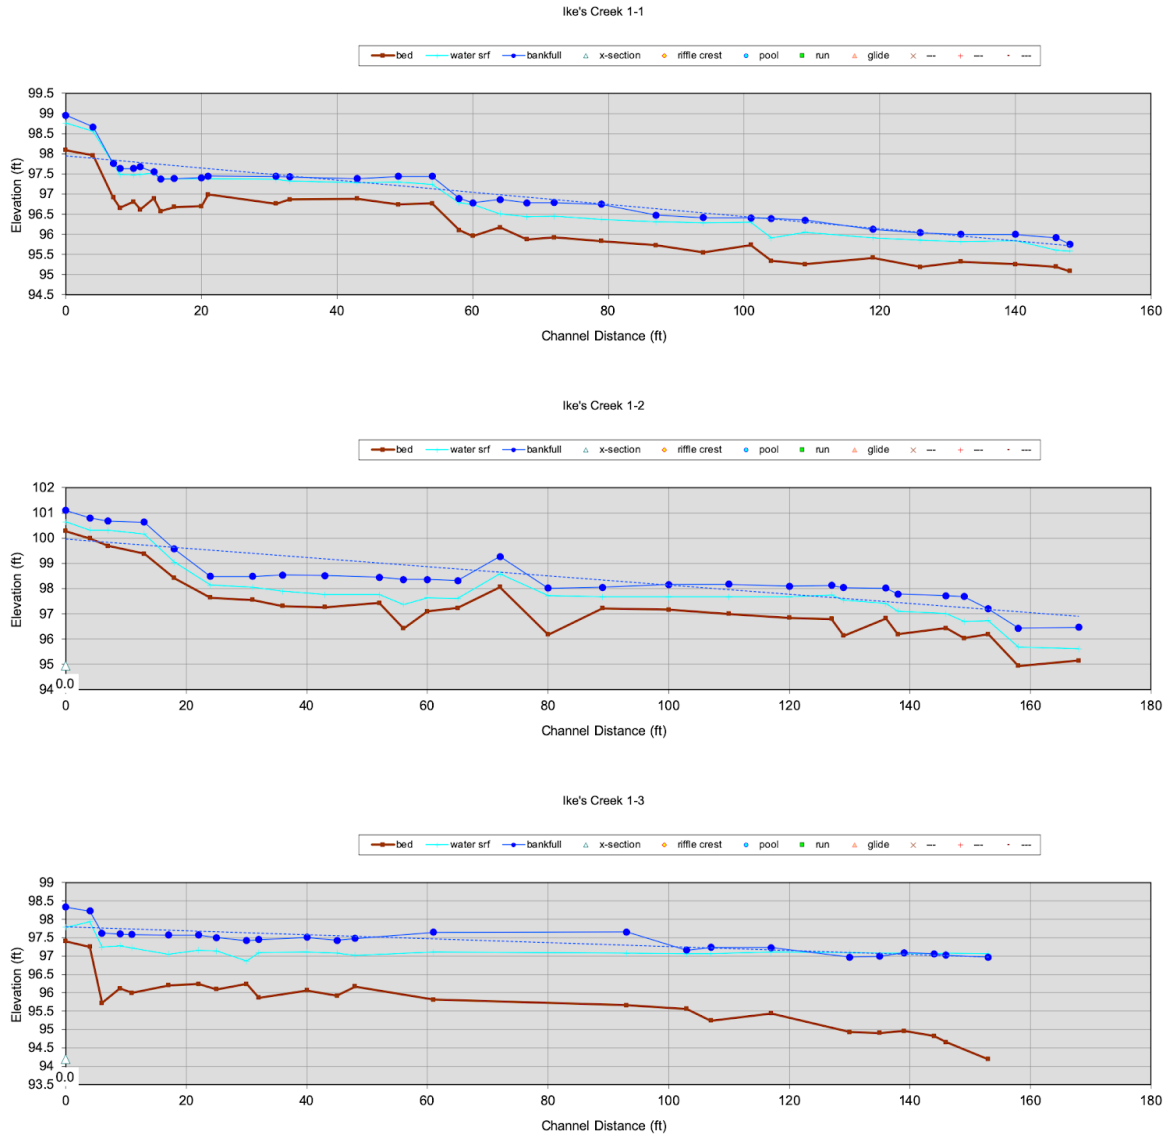 Ike's Creek 1-1
bed water srf bankfull x-section riffle crest pool run glide --- --- ---
99.5
99
98.5
98
97.5
97
96.5
96
95.5
95
94.5
Elevation (ft)
0 20 40 60 80 100 120 140 160
Channel Distance (ft)
Ike's Creek 1-2
bed water srf bankfull x-section riffle crest pool run glide --- --- ---
102
101
100
99
98
97
96
95
94
Elevation (ft)
0.0
0 20 40 60 80 100 120 140 160 180
Channel Distance (ft)
Ike's Creek 1-3
bed water srf bankfull x-section riffle crest pool run glide --- --- ---
99
98.5
98
97.5
97
96.5
96
95.5
95
94.5
94
93.5
Elevation (ft)
0.0
0 20 40 60 80 100 120 140 160 180
Channel Distance (ft)